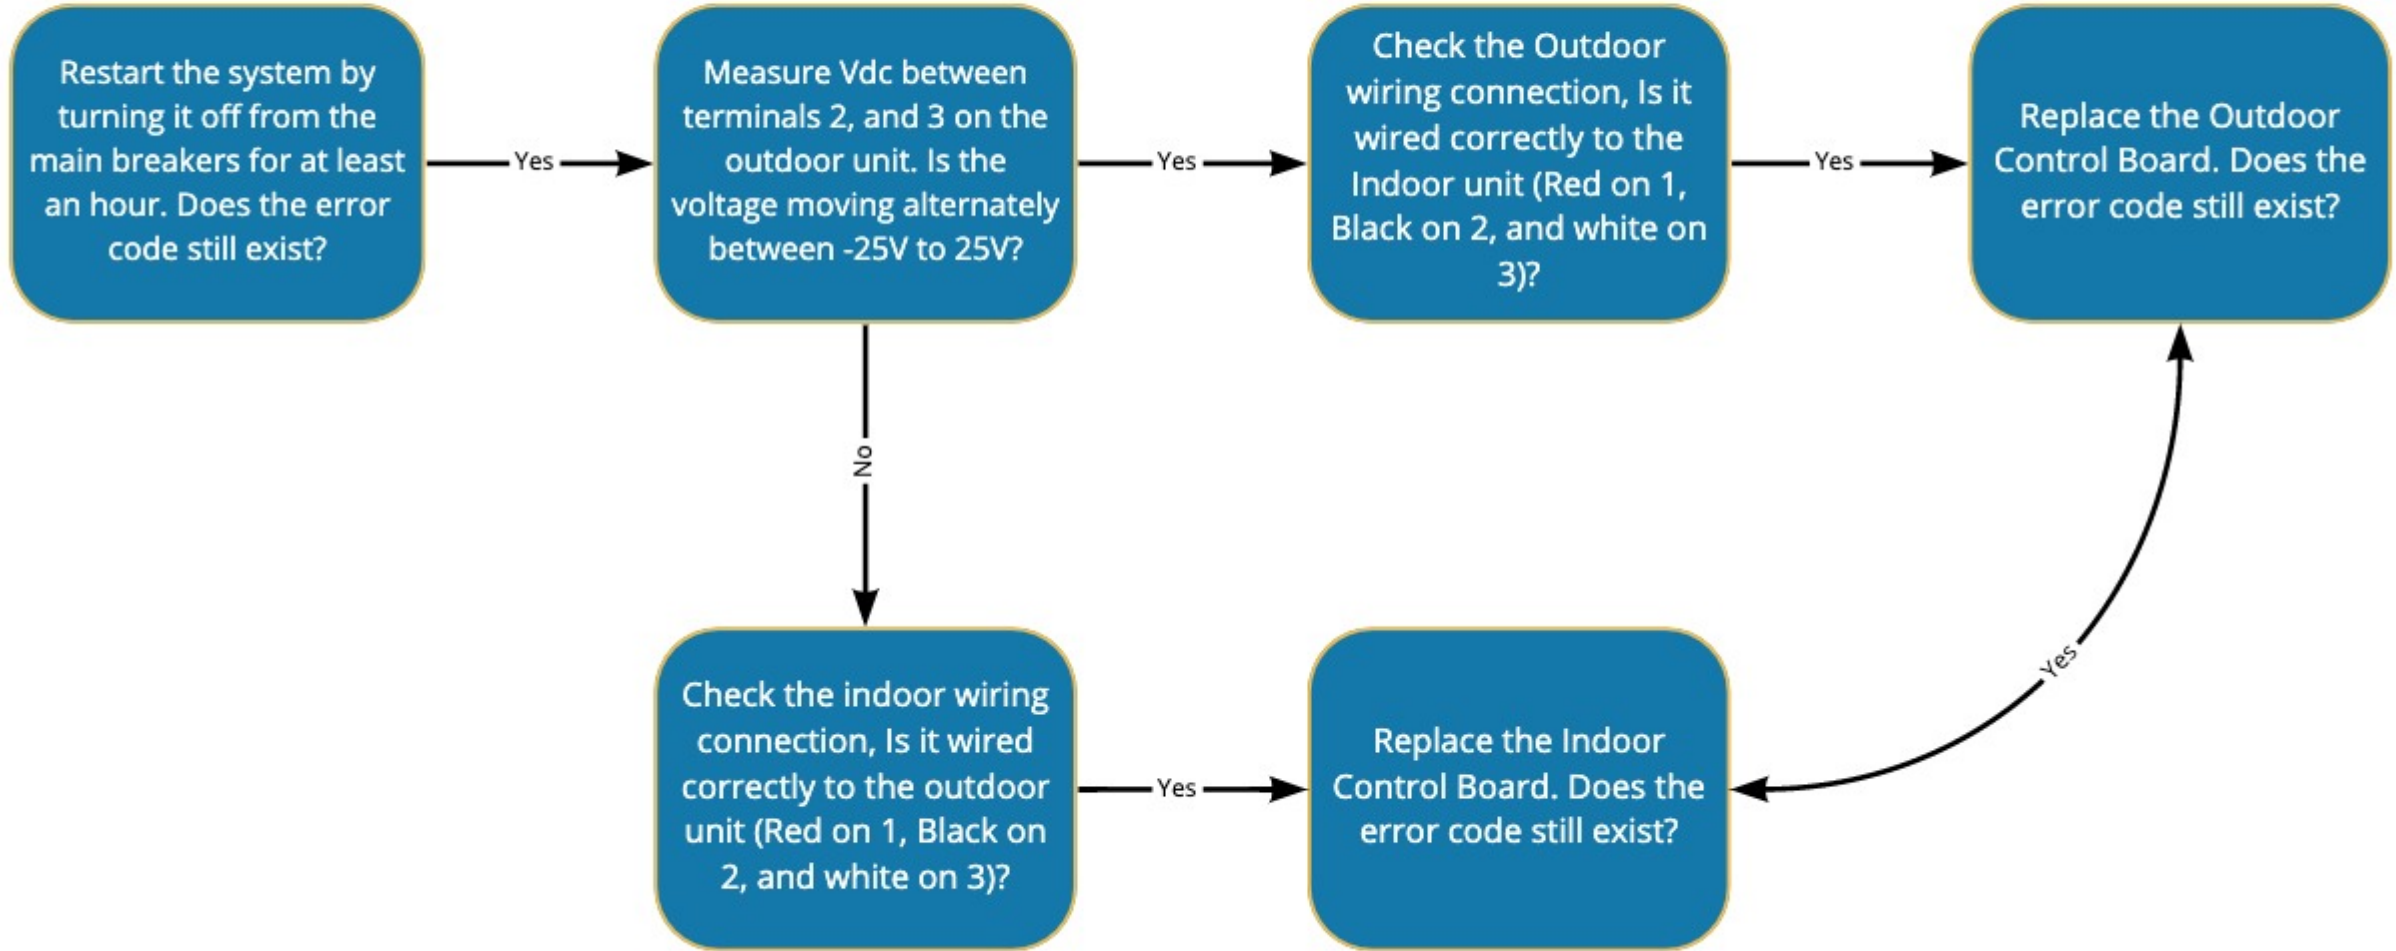 Restart the system by
turning it off from the
main breakers for at least
an hour. Does the error
code still exist?
Yes
Measure Vdc between
terminals 2, and 3 on the
outdoor unit. Is the
voltage moving alternately
between -25V to 25V?
Yes
Check the Outdoor
wiring connection, Is it
wired correctly to the
Indoor unit (Red on 1,
Black on 2, and white on
3)?
Yes
Replace the Outdoor
Control Board. Does the
error code still exist?
No
Check the indoor wiring
connection, Is it wired
correctly to the outdoor
unit (Red on 1, Black on
2, and white on 3)?
Yes
Replace the Indoor
Control Board. Does the
error code still exist?
Yes